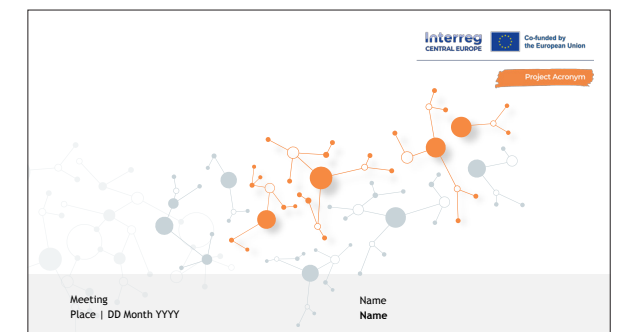 Interreg
CENTRAL EUROPE
Co-funded by
the European Union
Project Acronym
Meeting
Place | DD Month YYYY
Name
Name